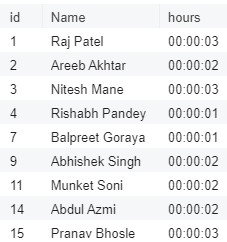 id Name hours
1 Raj Patel 00:00:03
2 Areeb Akhtar 00:00:02
3 Nitesh Mane 00:00:03
4 Rishabh Pandey 00:00:01
7 Balpreet Goraya 00:00:01
9 Abhishek Singh 00:00:02
11 Munket Soni 00:00:02
14 Abdul Azmi 00:00:02
15 Pranav Bhosle 00:00:03